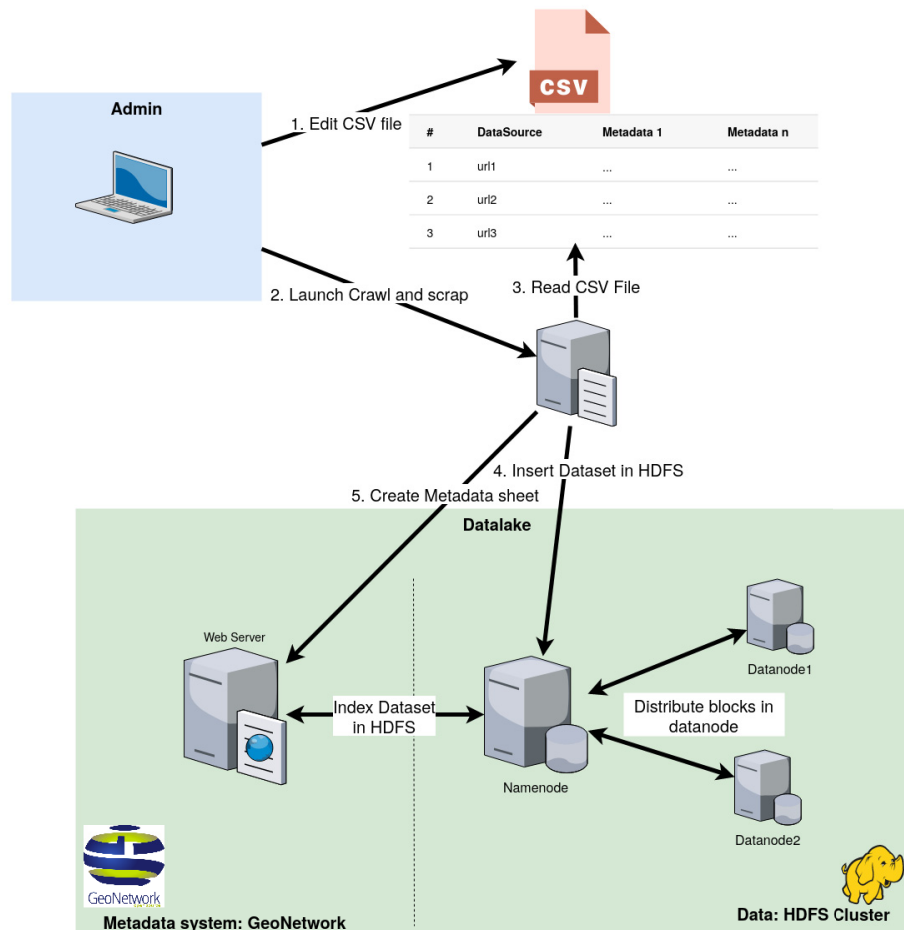 CSV
Admin
1. Edit CSV file
# DataSource Metadata 1 Metadata n
1 url1 ... ...
2 url2 ... ...
3 url3 ... ...
2. Launch Crawl and scrap
3. Read CSV File
4. Insert Dataset in HDFS
5. Create Metadata sheet
Datalake
Web Server
Datanode1
Index Dataset
in HDFS
Distribute blocks in
datanode
Namenode
Datanode2
GeoNetwork
Metadata system: GeoNetwork
Data: HDFS Cluster